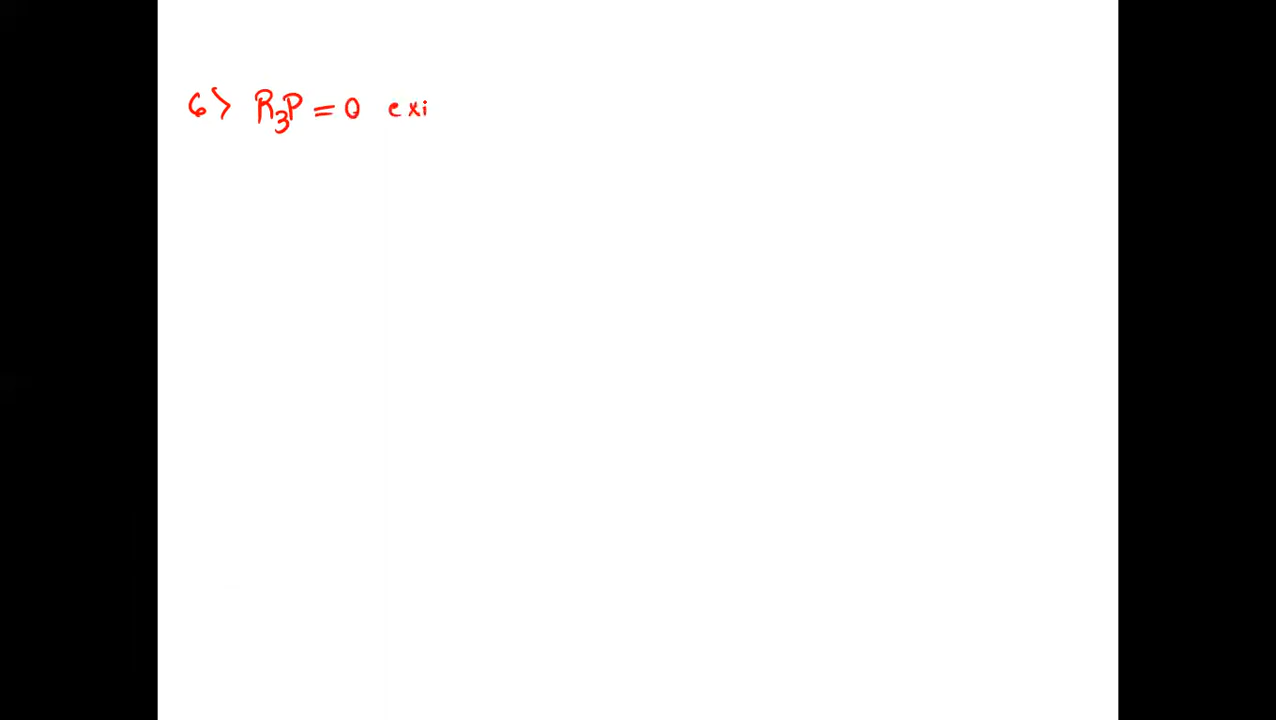 6> R₃P = O exi